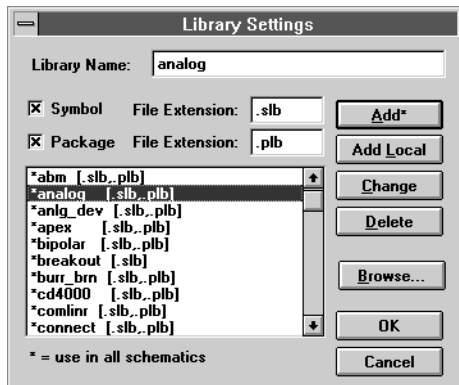 Library Settings
Library Name: analog
Symbol File Extension: .slb
Package File Extension: .plb
Add*
Add Local
Change
Delete
Browse...
OK
Cancel
*abm [.slb,.plb]
*analog [.slb,.plb]
*anlg_dev [.slb,.plb]
*apex [.slb,.plb]
*bipolar [.slb,.plb]
*breakout [.slb]
*burr_brn [.slb,.plb]
*cd4000 [.slb,.plb]
*comlinr [.slb,.plb]
*connect [.slb,.plb]
* = use in all schematics